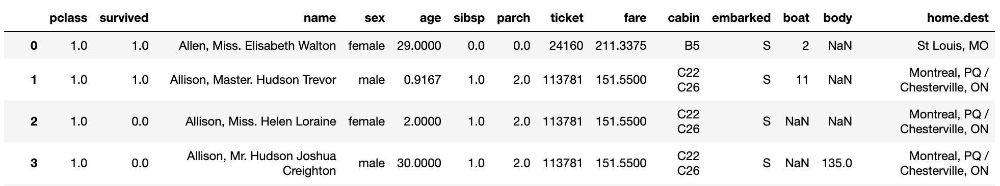 pclass survived name sex age sibsp parch ticket fare cabin embarked boat body home.dest
0 1.0 1.0 Allen, Miss. Elisabeth Walton female 29.0000 0.0 0.0 24160 211.3375 B5 S 2 NaN St Louis, MO
1 1.0 1.0 Allison, Master. Hudson Trevor male 0.9167 1.0 2.0 113781 151.5500 C22 C26 S 11 NaN Montreal, PQ / Chesterville, ON
2 1.0 0.0 Allison, Miss. Helen Loraine female 2.0000 1.0 2.0 113781 151.5500 C22 C26 S NaN NaN Montreal, PQ / Chesterville, ON
3 1.0 0.0 Allison, Mr. Hudson Joshua Creighton male 30.0000 1.0 2.0 113781 151.5500 C22 C26 S NaN 135.0 Montreal, PQ / Chesterville, ON